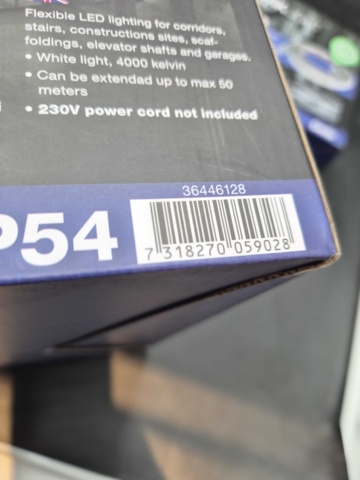 Flexible LED lighting for corridors,
stairs, constructions sites, scaf-
foldings, elevator shafts and garages.
• White light, 4000 kelvin
• Can be extendad up to max 50
meters
• 230V power cord not included
36446128
P54
7 318270 059028